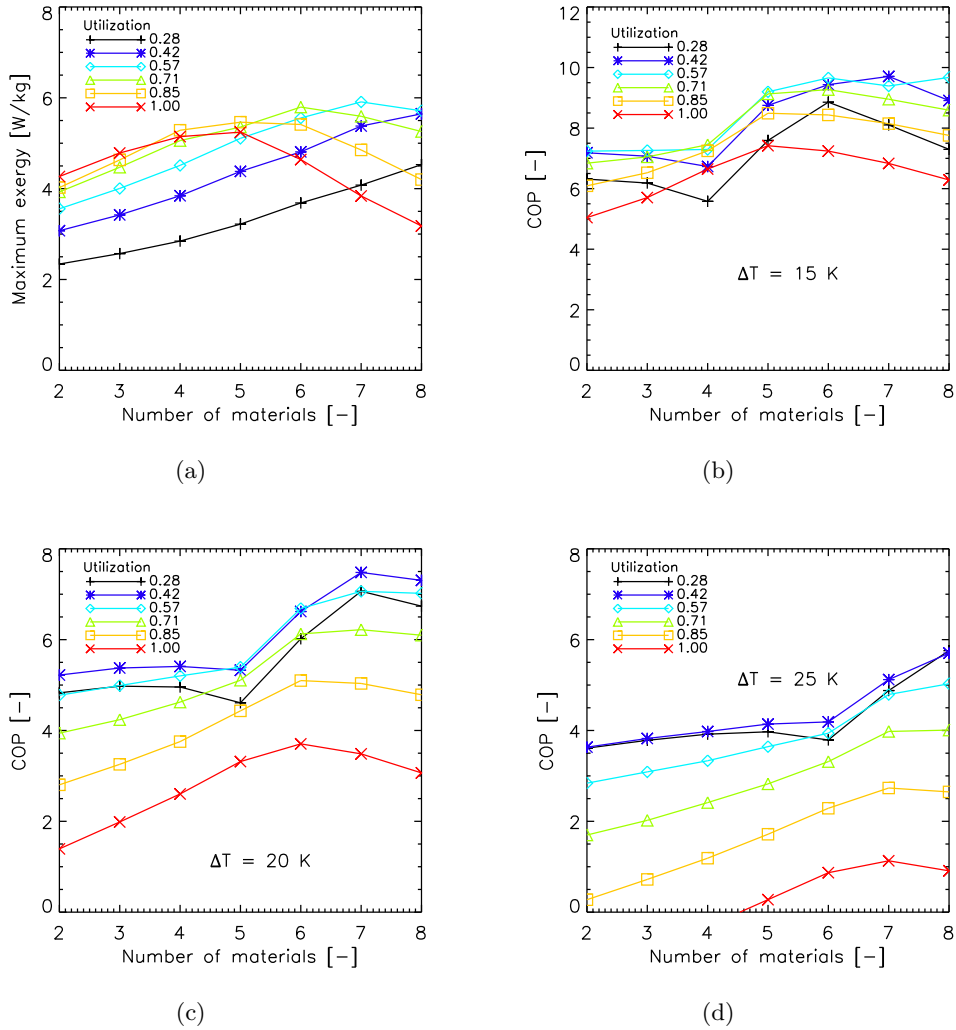 Utilization
0.28
0.42
0.57
0.71
0.85
1.00
Maximum exergy [W/kg]
8
6
4
2
0
2 3 4 5 6 7 8
Number of materials [-]
(a)
Utilization
0.28
0.42
0.57
0.71
0.85
1.00
COP [-]
12
10
8
6
4
2
0
ΔT = 15 K
2 3 4 5 6 7 8
Number of materials [-]
(b)
Utilization
0.28
0.42
0.57
0.71
0.85
1.00
COP [-]
8
6
4
2
0
ΔT = 20 K
2 3 4 5 6 7 8
Number of materials [-]
(c)
Utilization
0.28
0.42
0.57
0.71
0.85
1.00
COP [-]
8
6
4
2
0
ΔT = 25 K
2 3 4 5 6 7 8
Number of materials [-]
(d)